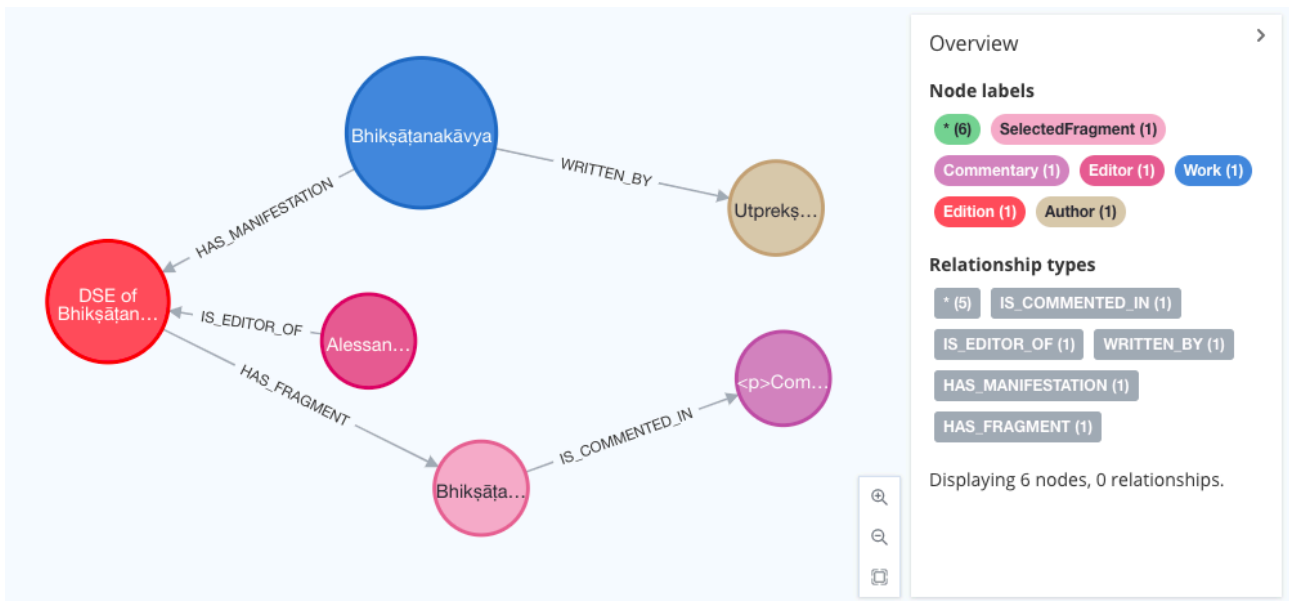 Bhikṣāṭanakāvya
WRITTEN_BY
Utprekṣ…
HAS_MANIFESTATION
DSE of
Bhikṣāṭan…
IS_EDITOR_OF
Alessan…
HAS_FRAGMENT
<p>Com…
IS_COMMENTED_IN
Bhikṣāṭa…
Overview
Node labels
* (6) SelectedFragment (1)
Commentary (1) Editor (1) Work (1)
Edition (1) Author (1)
Relationship types
* (5) IS_COMMENTED_IN (1)
IS_EDITOR_OF (1) WRITTEN_BY (1)
HAS_MANIFESTATION (1)
HAS_FRAGMENT (1)
Displaying 6 nodes, 0 relationships.